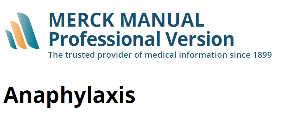 MERCK MANUAL
Professional Version
The trusted provider of medical information since 1899
Anaphylaxis